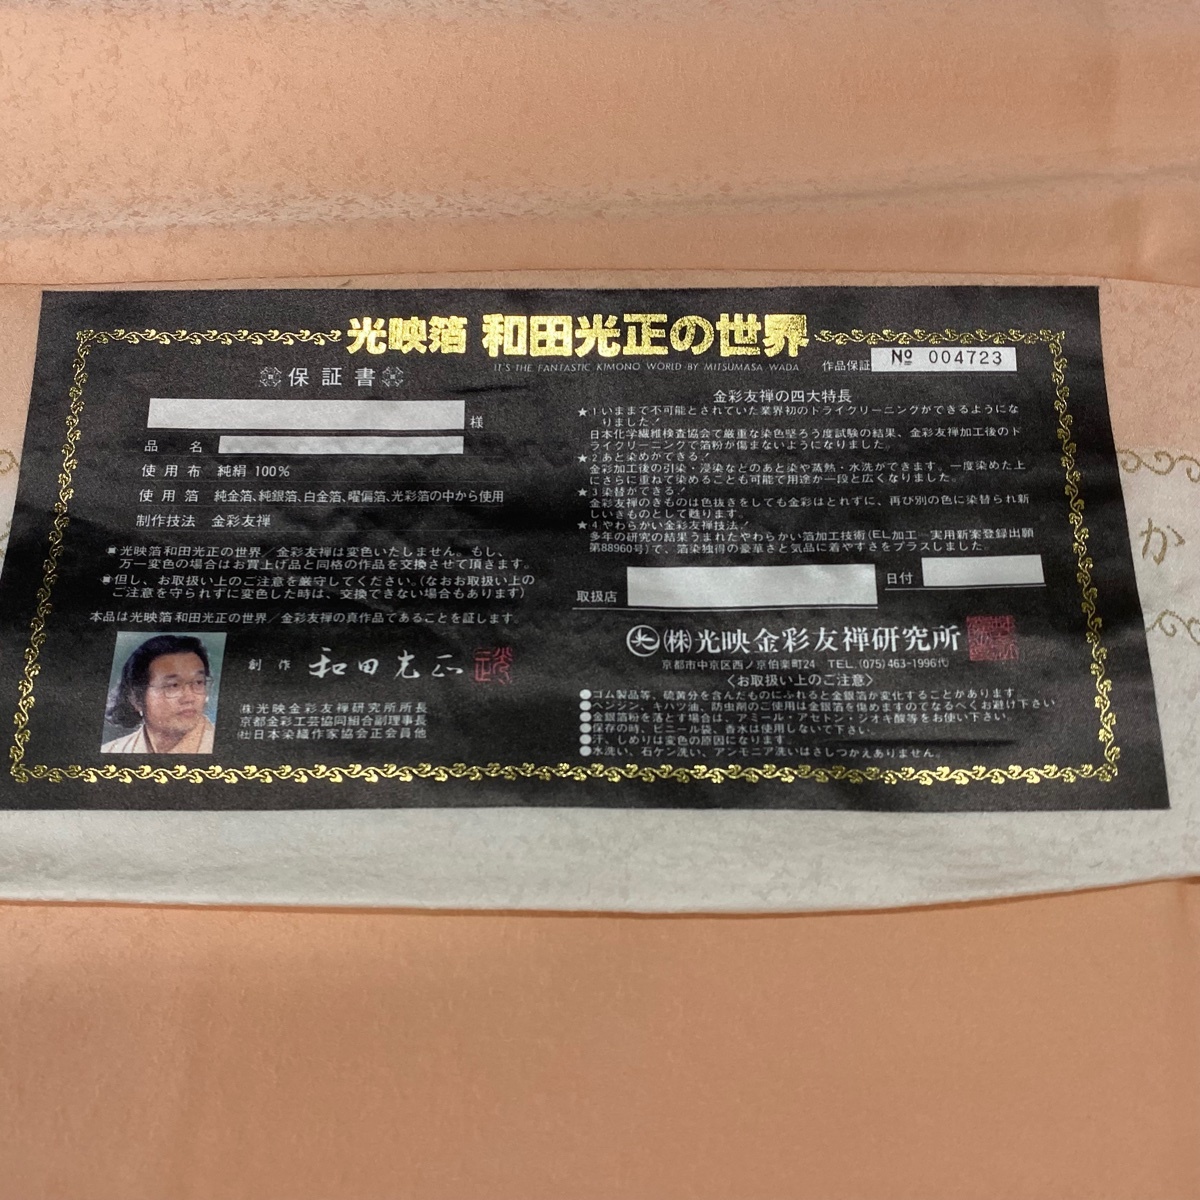 光映箔 和田光正の世界
IT'S THE FANTASTIC KIMONO WORLD BY MITSUMASA WADA
作品保証 № 004723
保証書
様
品名
使用布 純絹100%
使用箔 純金箔、純銀箔、白金箔、曜偏箔、光彩箔の中から使用
制作技法 金彩友禅
■光映箔和田光正の世界/金彩友禅は変色いたしません。もし、
万一変色の場合はお買上げ品と同格の作品を交換させて頂きます。
■但し、お取扱い上のご注意を厳守してください。(なおお取扱い上の
ご注意を守られずに変色した時は、交換できない場合もあります)
本品は光映箔和田光正の世界/金彩友禅の真作品であることを証します。
創作 和田光正
㈱光映金彩友禅研究所所長
京都金彩工芸協同組合副理事長
㈳日本染織作家協会正会員他
金彩友禅の四大特長
★1いままで不可能とされていた業界初のドライクリーニングができるようにな
りました!
日本化学繊維検査協会で厳重な染色堅ろう度試験の結果、金彩友禅加工後のド
ライクリーニングで箔粉が傷まないようになりました。
★2あと染めができる!
金彩加工後の引染・浸染などのあと染や蒸熱・水洗ができます。一度染めた上
にさらに重ねて染めることも可能で用途が一段と広くなりました。
★3染替ができる!
金彩友禅のきものは色抜きをしても金彩はとれずに、再び別の色に染替られ新
しいものとして甦ります。
★4やわらかい金彩友禅技法!
多年の研究の結果うまれたやわらかい箔加工技術(EL加工 実用新案登録出願
第88960号)で、箔染独得の豪華さと気品に着やすさをプラスしました
取扱店
日付
(株)光映金彩友禅研究所
京都市中京区西ノ京伯楽町24 TEL.(075)463-1996代
〈お取扱い上のご注意〉
●ゴム製品等、硫黄分を含んだものにふれると金銀箔が変化することがあります。
●ベンジン、キハツ油、防虫剤のご使用は金銀箔を傷めますのでなるべくお避け下さい
●金銀箔粉を落とす場合は、アミール・アセトン・ジオキ酸等をお使い下さい。
●保存の時、ビニール袋、香水は使用しないで下さい.
●汗、しめりは変色の原因になります.
●水洗い、石ケン洗い、アンモニア洗いはさしつかえありません。
か